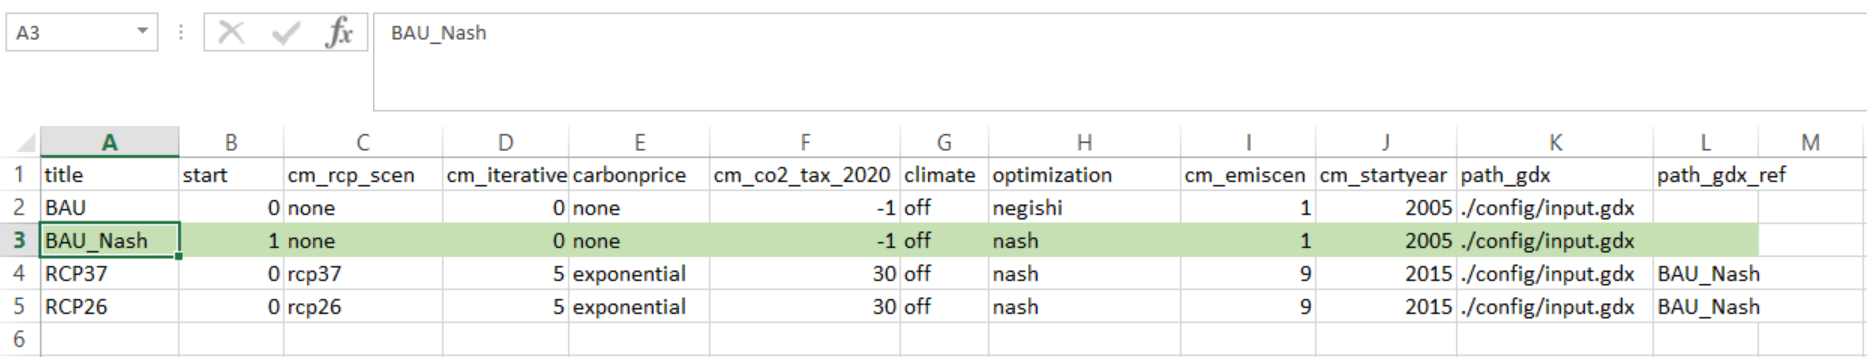 A3 fx BAU_Nash
A B C D E F G H I J K L M
1 title start cm_rcp_scen cm_iterative carbonprice cm_co2_tax_2020 climate optimization cm_emiscen cm_startyear path_gdx path_gdx_ref
2 BAU 0 none 0 none -1 off negishi 1 2005 ./config/input.gdx
3 BAU_Nash 1 none 0 none -1 off nash 1 2005 ./config/input.gdx
4 RCP37 0 rcp37 5 exponential 30 off nash 9 2015 ./config/input.gdx BAU_Nash
5 RCP26 0 rcp26 5 exponential 30 off nash 9 2015 ./config/input.gdx BAU_Nash
6